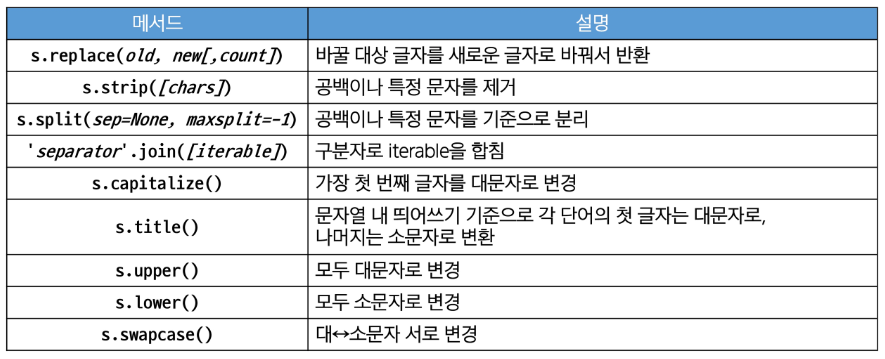 메서드 설명
s.replace(old, new[,count]) 바꿀 대상 글자를 새로운 글자로 바꿔서 반환
s.strip([chars]) 공백이나 특정 문자를 제거
s.split(sep=None, maxsplit=-1) 공백이나 특정 문자를 기준으로 분리
'separator'.join([iterable]) 구분자로 iterable을 합침
s.capitalize() 가장 첫 번째 글자를 대문자로 변경
s.title() 문자열 내 띄어쓰기 기준으로 각 단어의 첫 글자는 대문자로,
나머지는 소문자로 변환
s.upper() 모두 대문자로 변경
s.lower() 모두 소문자로 변경
s.swapcase() 대↔소문자 서로 변경